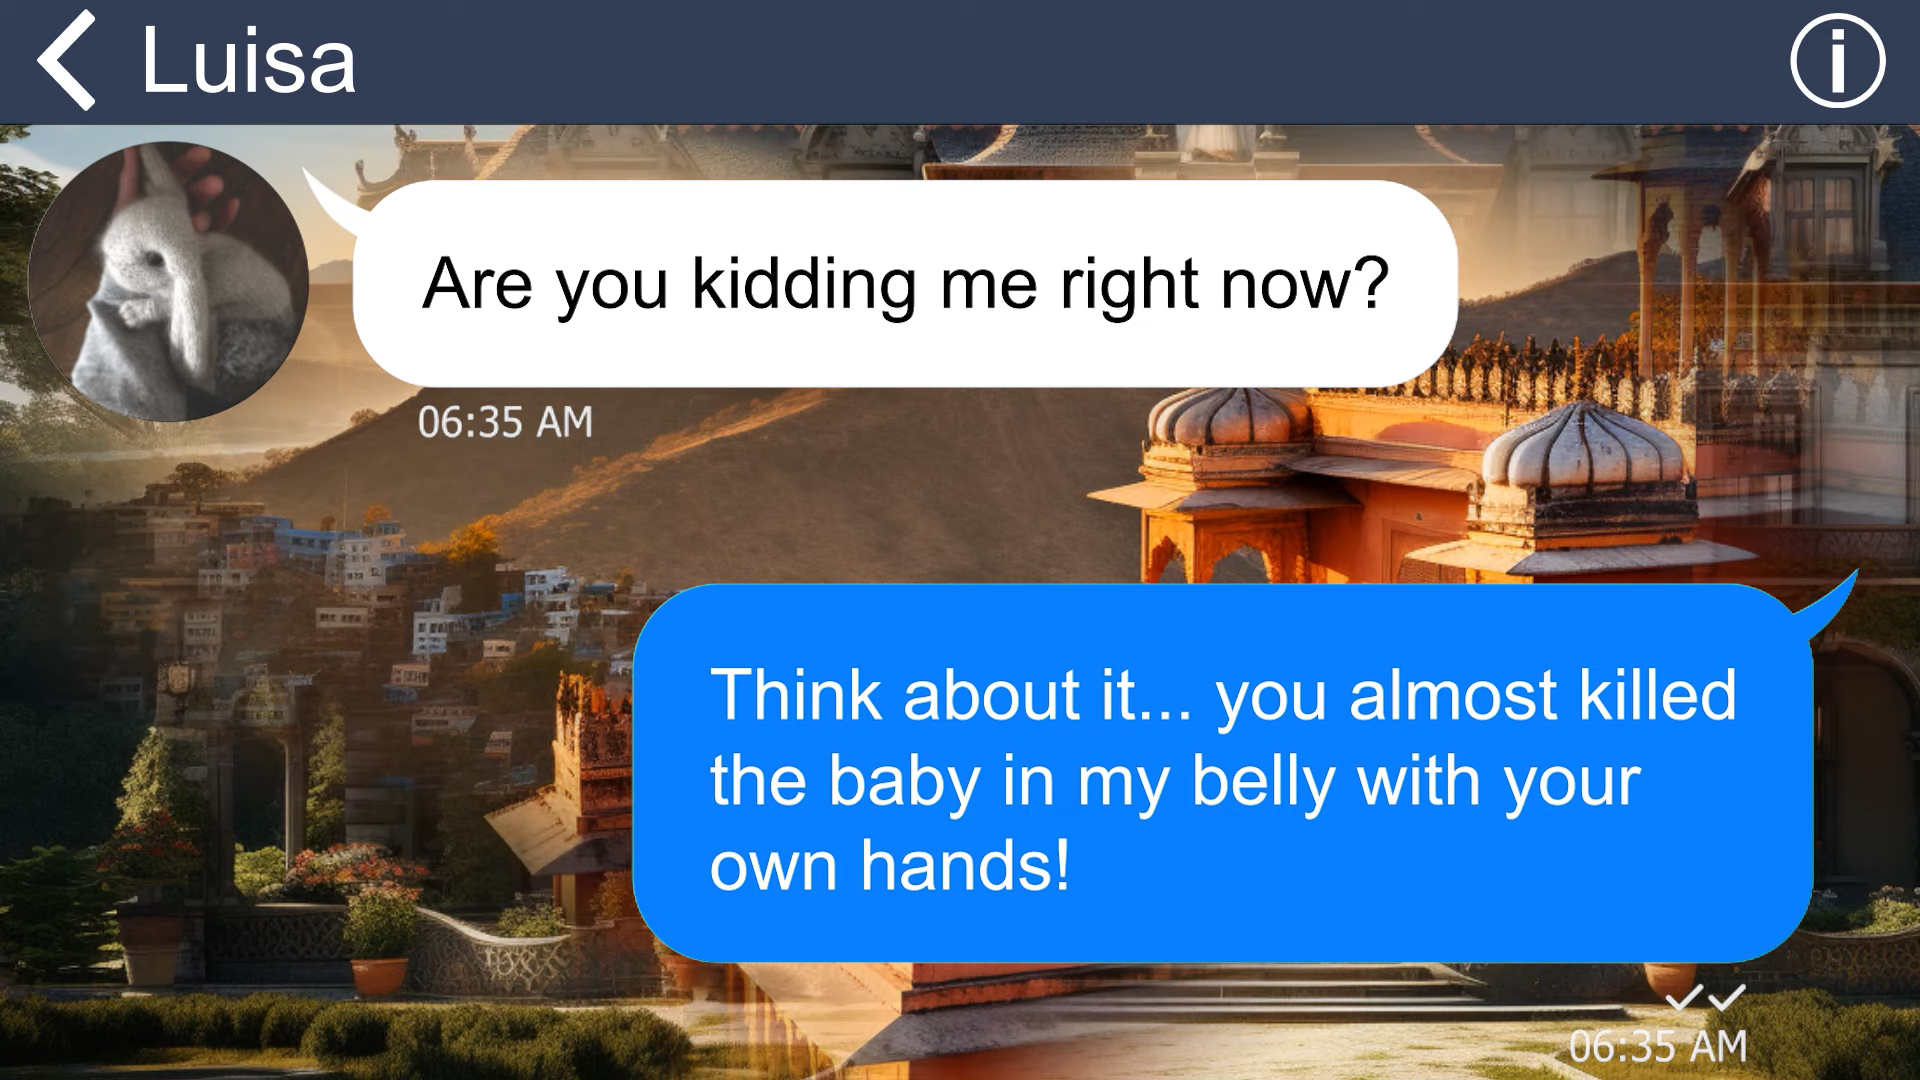 Luisa
Are you kidding me right now?
06:35 AM
Think about it... you almost killed
the baby in my belly with your
own hands!
06:35 AM